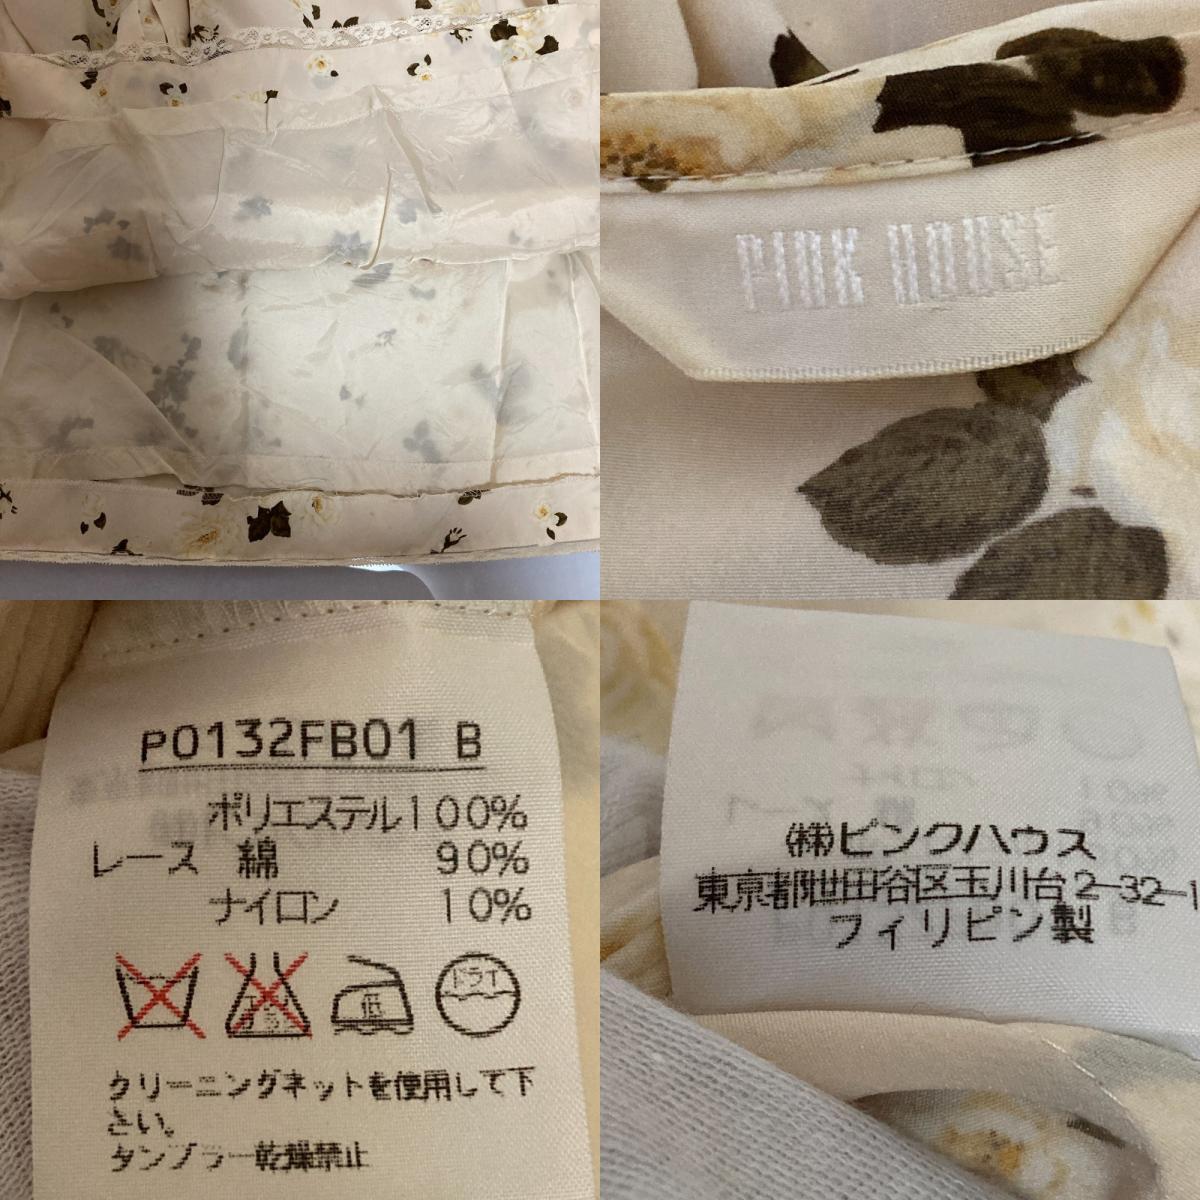 PINK HOUSE
P0132FB01 B
ポリエステル100%
レース 綿 90%
ナイロン 10%
低
ドライ
クリーニングネットを使用して下
さい。
タンブラー乾燥禁止
(株)ピンクハウス
東京都世田谷区玉川台2-32-1
フィリピン製